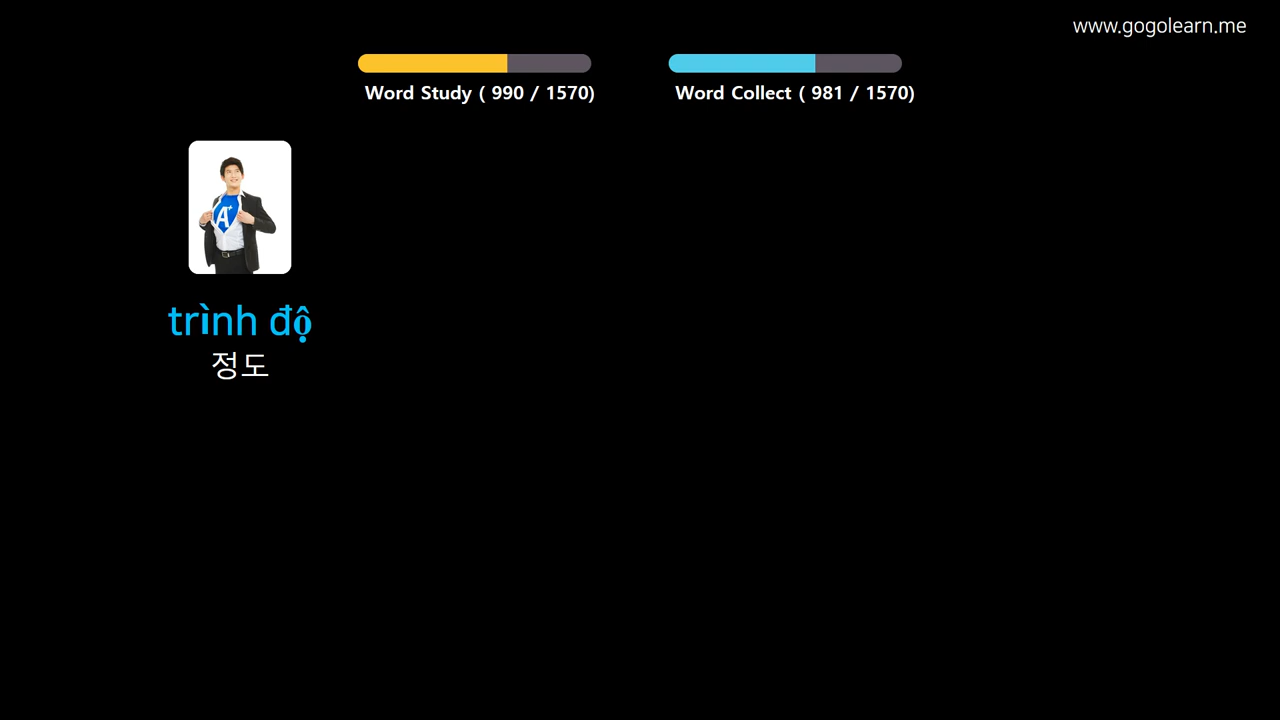 www.gogolearn.me
Word Study ( 990 / 1570)
Word Collect ( 981 / 1570)
A+
trình độ
정도